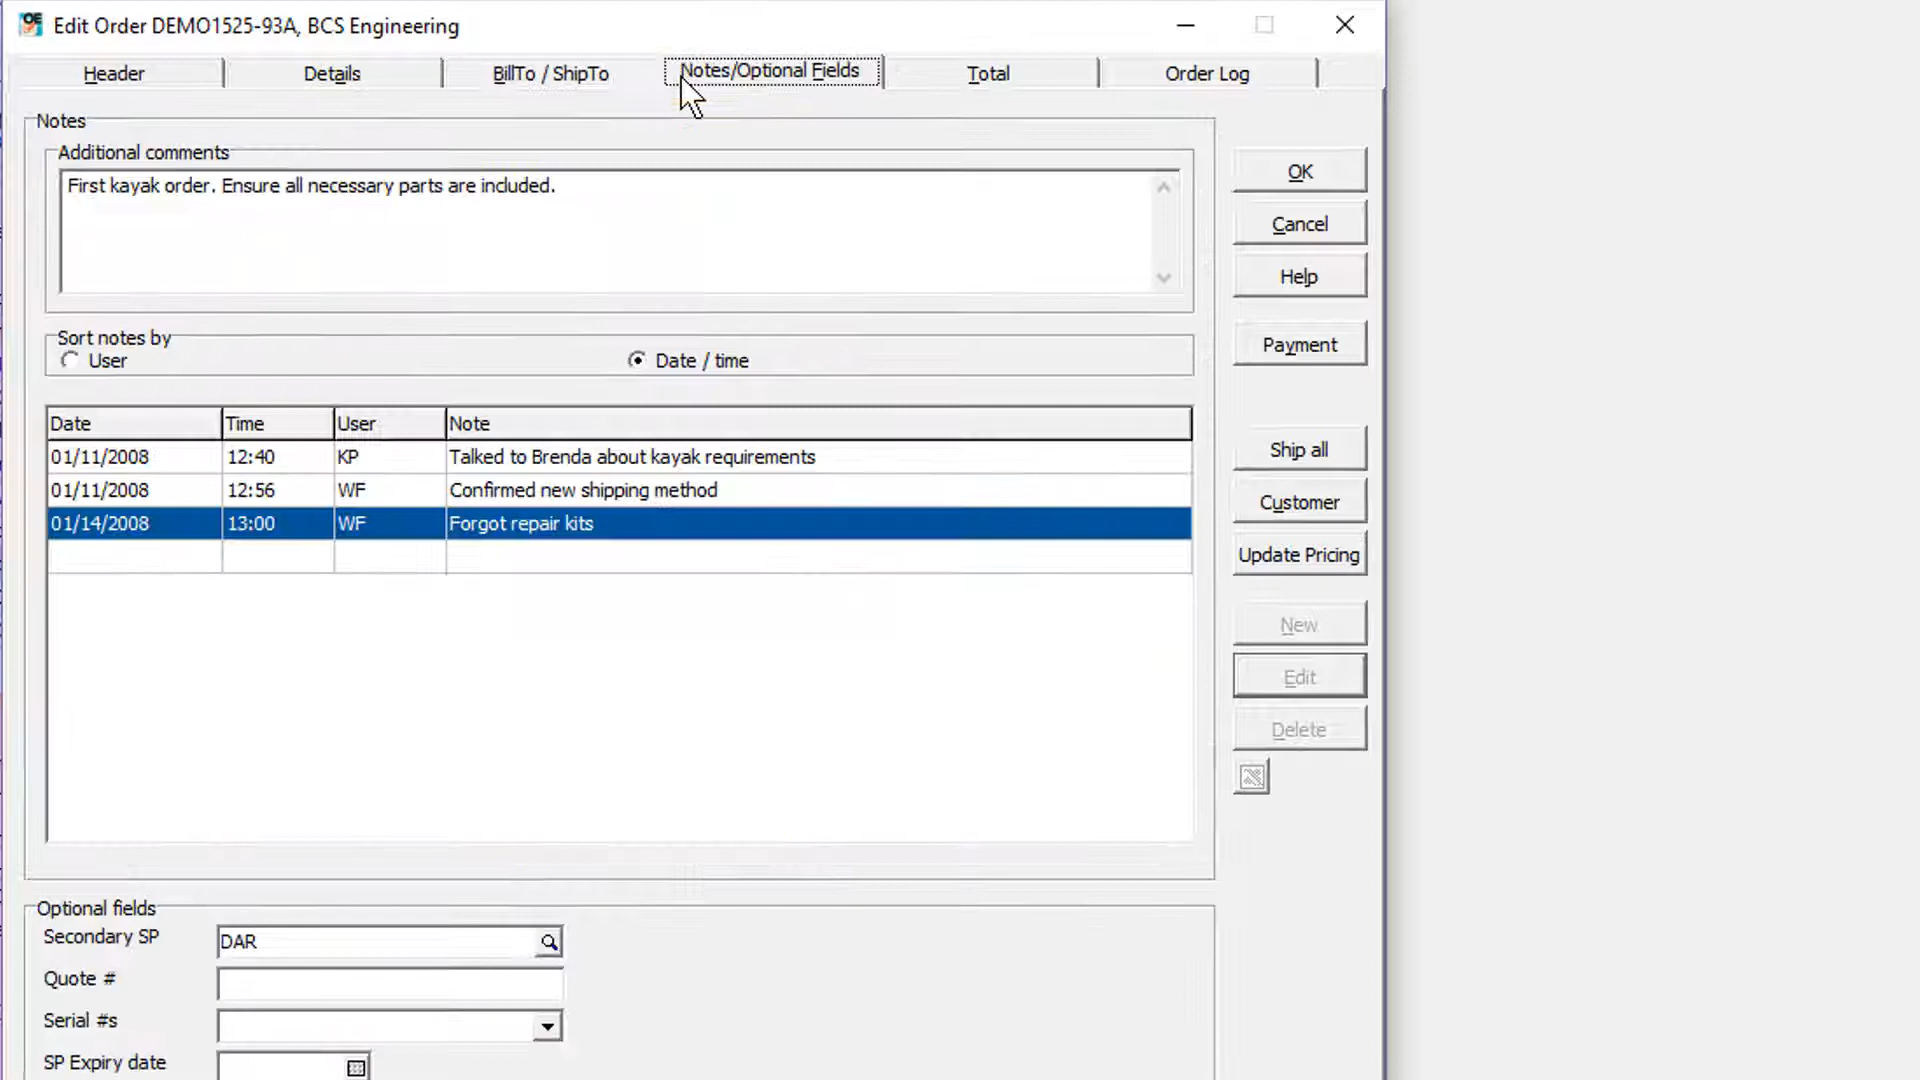 Edit Order DEMO1525-93A, BCS Engineering
Header Details BillTo / ShipTo Notes/Optional Fields Total Order Log
Notes
Additional comments
First kayak order. Ensure all necessary parts are included.
OK
Cancel
Help
Sort notes by
User Date / time
Payment
Date Time User Note
01/11/2008 12:40 KP Talked to Brenda about kayak requirements
01/11/2008 12:56 WF Confirmed new shipping method
01/14/2008 13:00 WF Forgot repair kits
Ship all
Customer
Update Pricing
New
Edit
Delete
Optional fields
Secondary SP DAR
Quote #
Serial #s
SP Expiry date